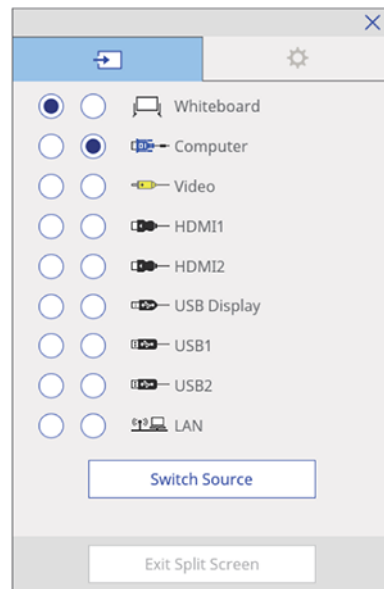 Whiteboard
Computer
Video
HDMI1
HDMI2
USB Display
USB1
USB2
LAN
Switch Source
Exit Split Screen